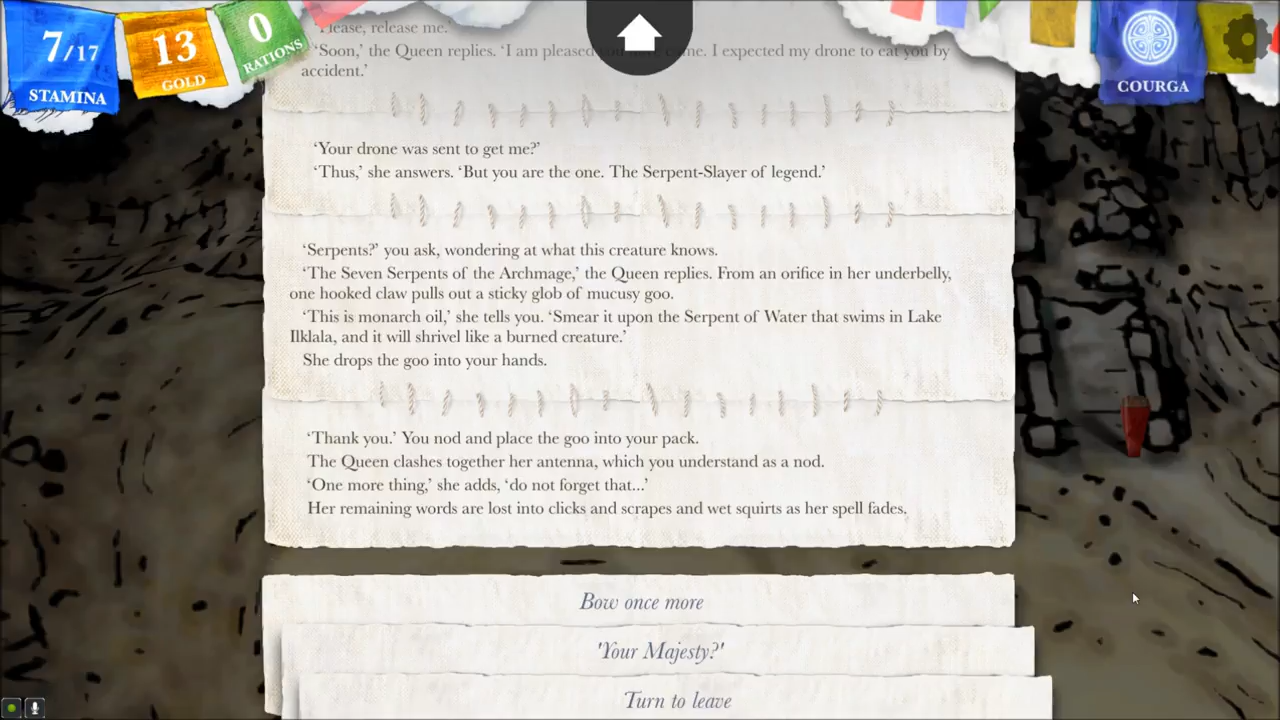 7/17
STAMINA
13
GOLD
0
RATIONS
COURGA
'Please, release me.'
'Soon,' the Queen replies. 'I am pleased you have come. I expected my drone to eat you by
accident.'
'Your drone was sent to get me?'
'Thus,' she answers. 'But you are the one. The Serpent-Slayer of legend.'
'Serpents?' you ask, wondering at what this creature knows.
'The Seven Serpents of the Archmage,' the Queen replies. From an orifice in her underbelly,
one hooked claw pulls out a sticky glob of mucusy goo.
'This is monarch oil,' she tells you. 'Smear it upon the Serpent of Water that swims in Lake
Ilklala, and it will shrivel like a burned creature.'
She drops the goo into your hands.
'Thank you.' You nod and place the goo into your pack.
The Queen clashes together her antenna, which you understand as a nod.
'One more thing,' she adds, 'do not forget that...'
Her remaining words are lost into clicks and scrapes and wet squirts as her spell fades.
Bow once more
'Your Majesty?'
Turn to leave